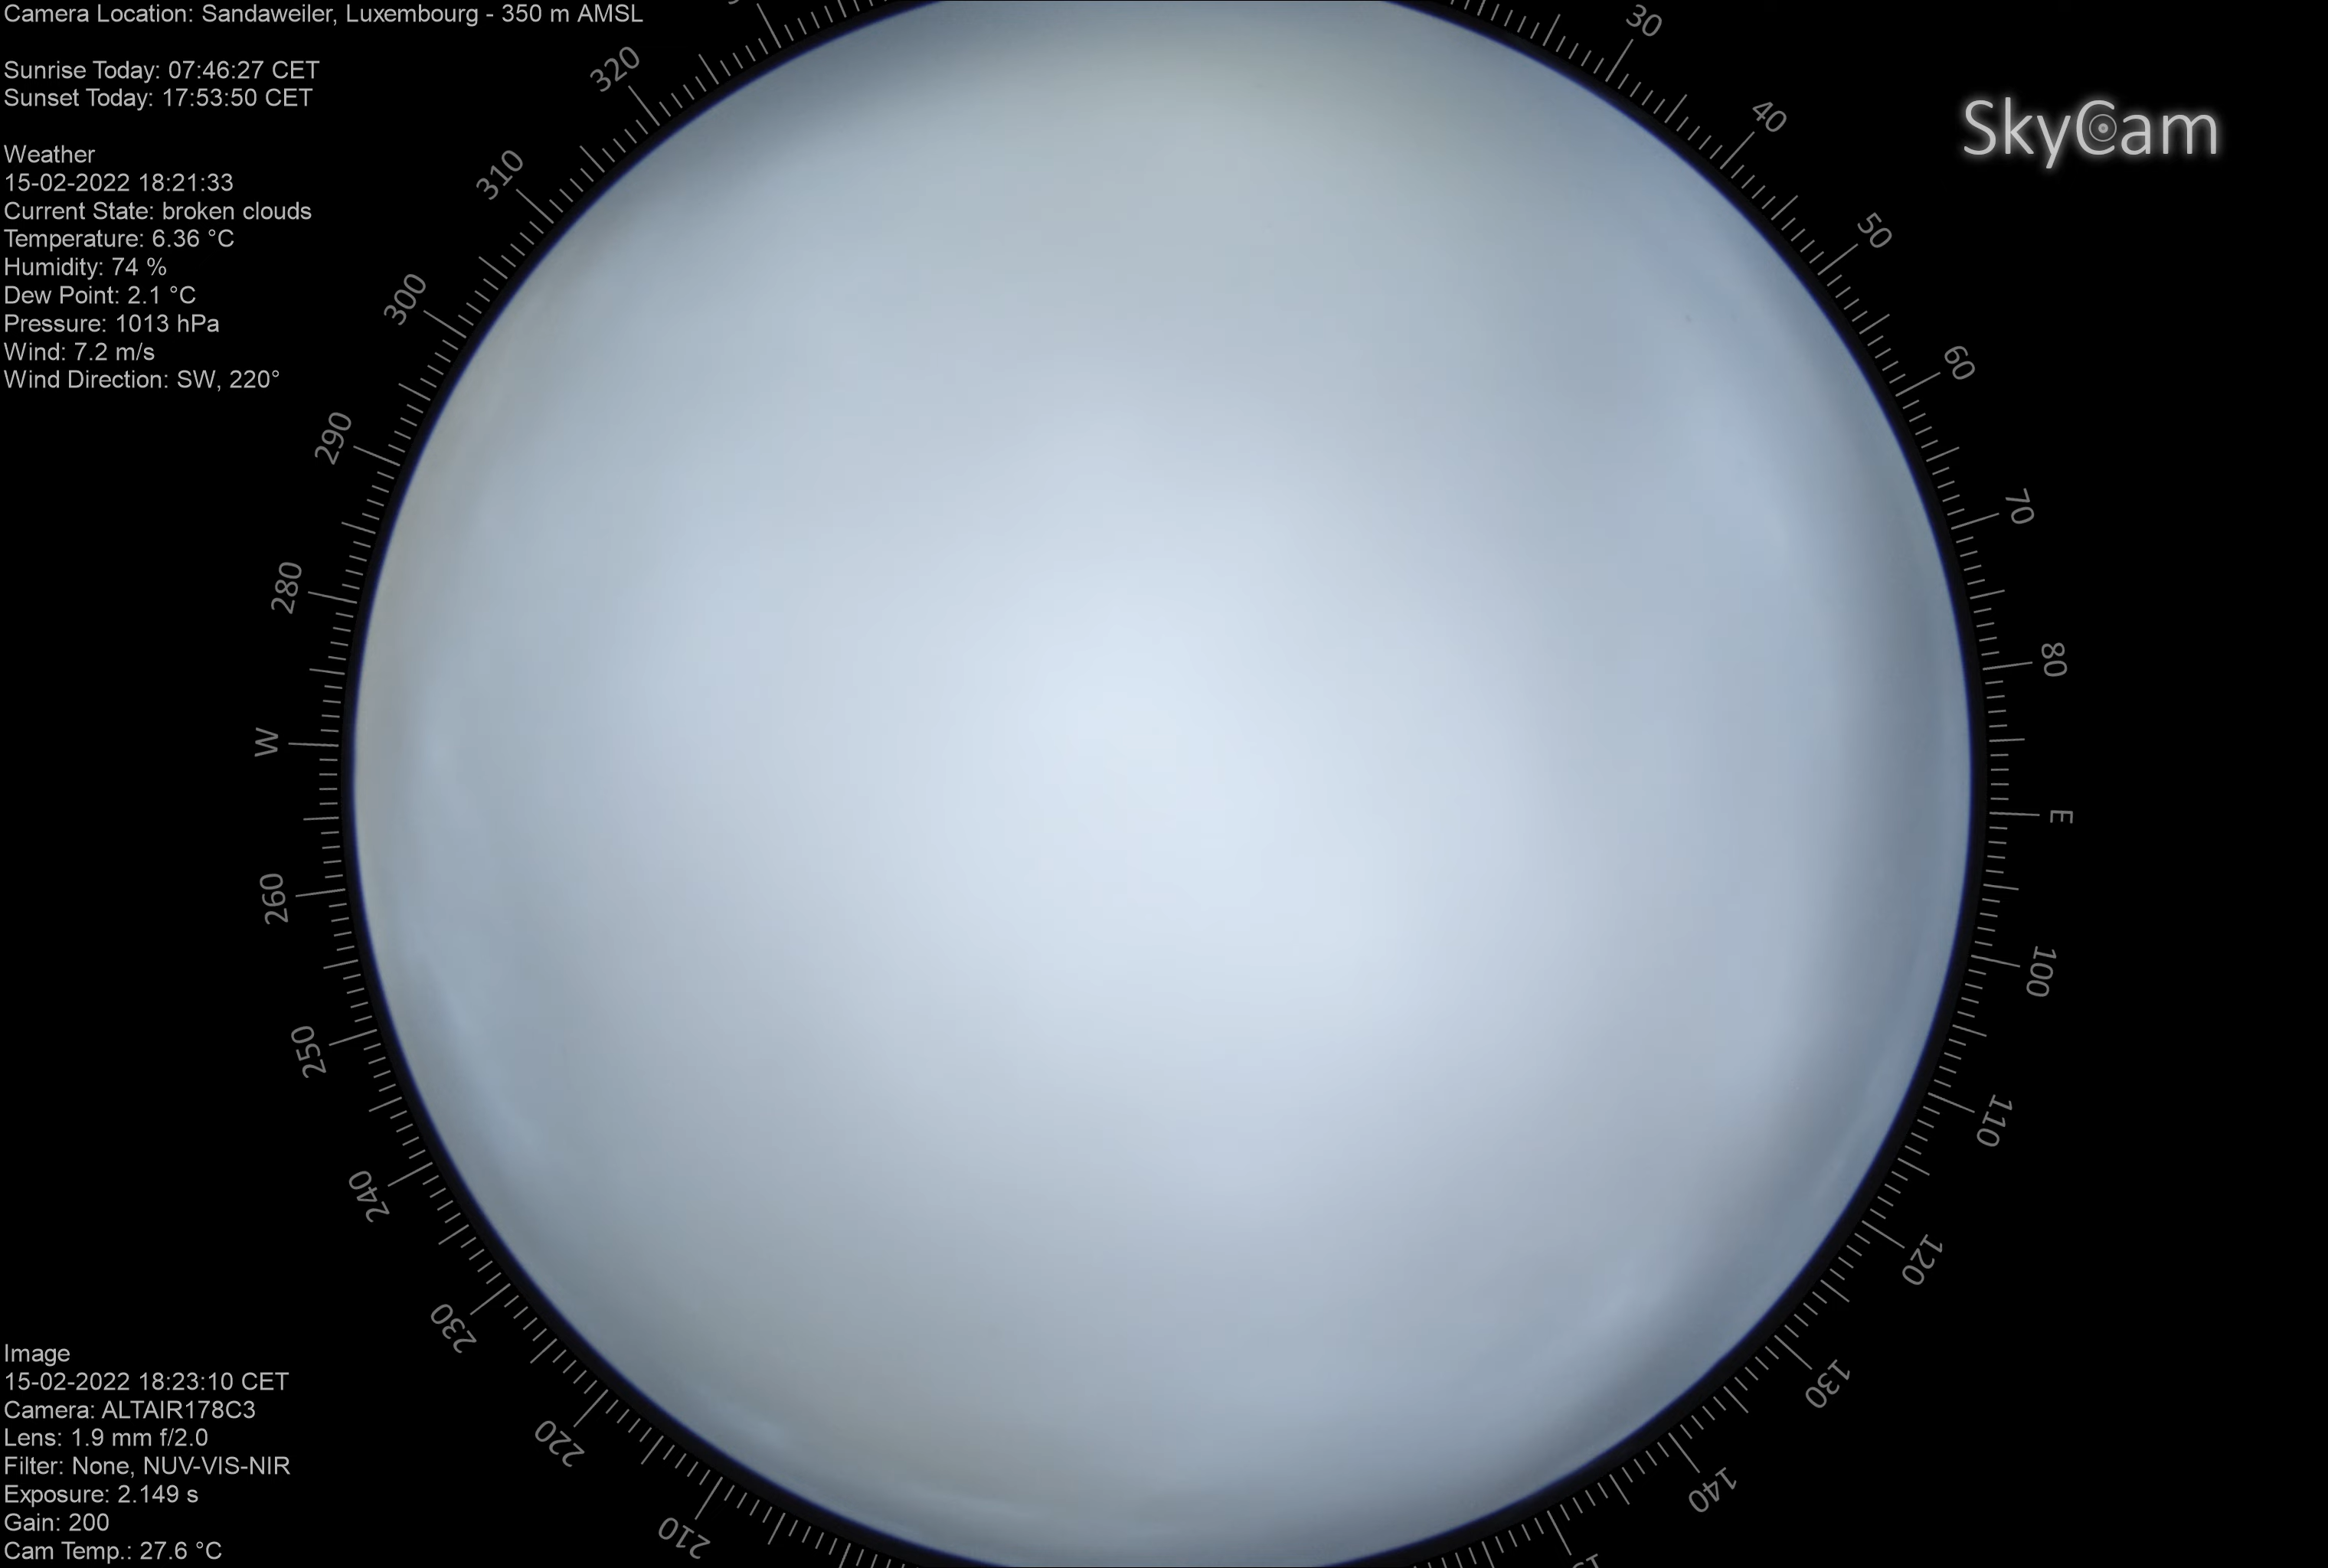 Camera Location: Sandaweiler, Luxembourg - 350 m AMSL
Sunrise Today: 07:46:27 CET
Sunset Today: 17:53:50 CET
Weather
15-02-2022 18:21:33
Current State: broken clouds
Temperature: 6.36 °C
Humidity: 74 %
Dew Point: 2.1 °C
Pressure: 1013 hPa
Wind: 7.2 m/s
Wind Direction: SW, 220°
SkyCam
30
40
50
60
70
80
E
100
110
120
130
140
210
220
230
240
250
260
W
280
290
300
310
320
Image
15-02-2022 18:23:10 CET
Camera: ALTAIR178C3
Lens: 1.9 mm f/2.0
Filter: None, NUV-VIS-NIR
Exposure: 2.149 s
Gain: 200
Cam Temp.: 27.6 °C